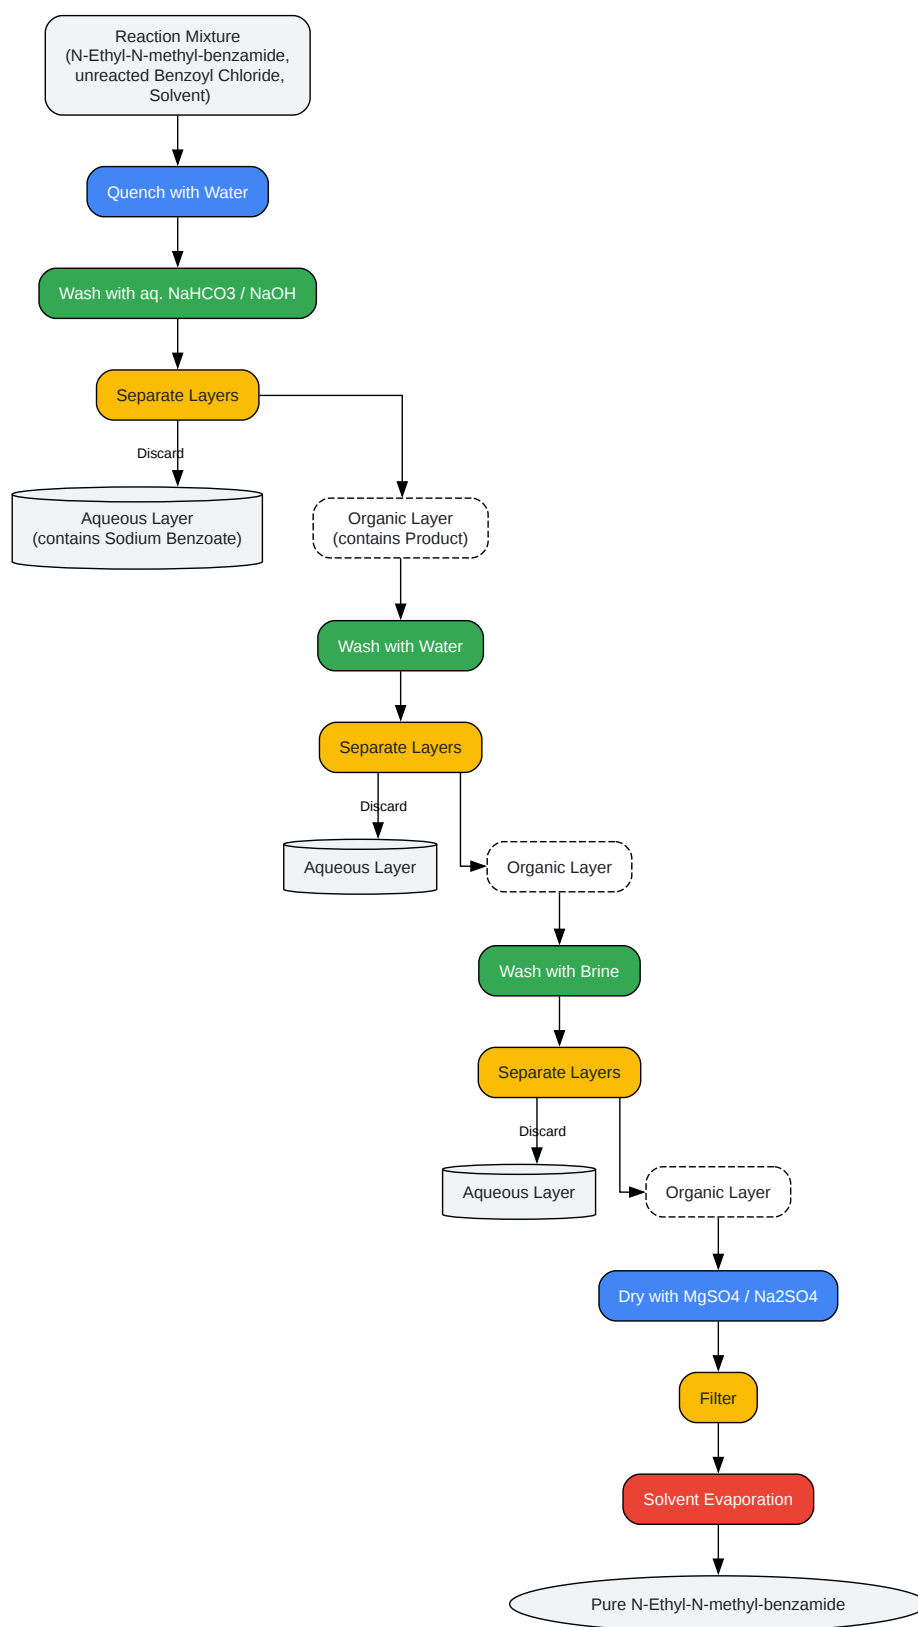 Reaction Mixture
(N-Ethyl-N-methyl-benzamide,
unreacted Benzoyl Chloride,
Solvent)
Quench with Water
Wash with aq. NaHCO3 / NaOH
Separate Layers
Discard
Aqueous Layer
(contains Sodium Benzoate)
Organic Layer
(contains Product)
Wash with Water
Separate Layers
Discard
Aqueous Layer
Organic Layer
Wash with Brine
Separate Layers
Discard
Aqueous Layer
Organic Layer
Dry with MgSO4 / Na2SO4
Filter
Solvent Evaporation
Pure N-Ethyl-N-methyl-benzamide